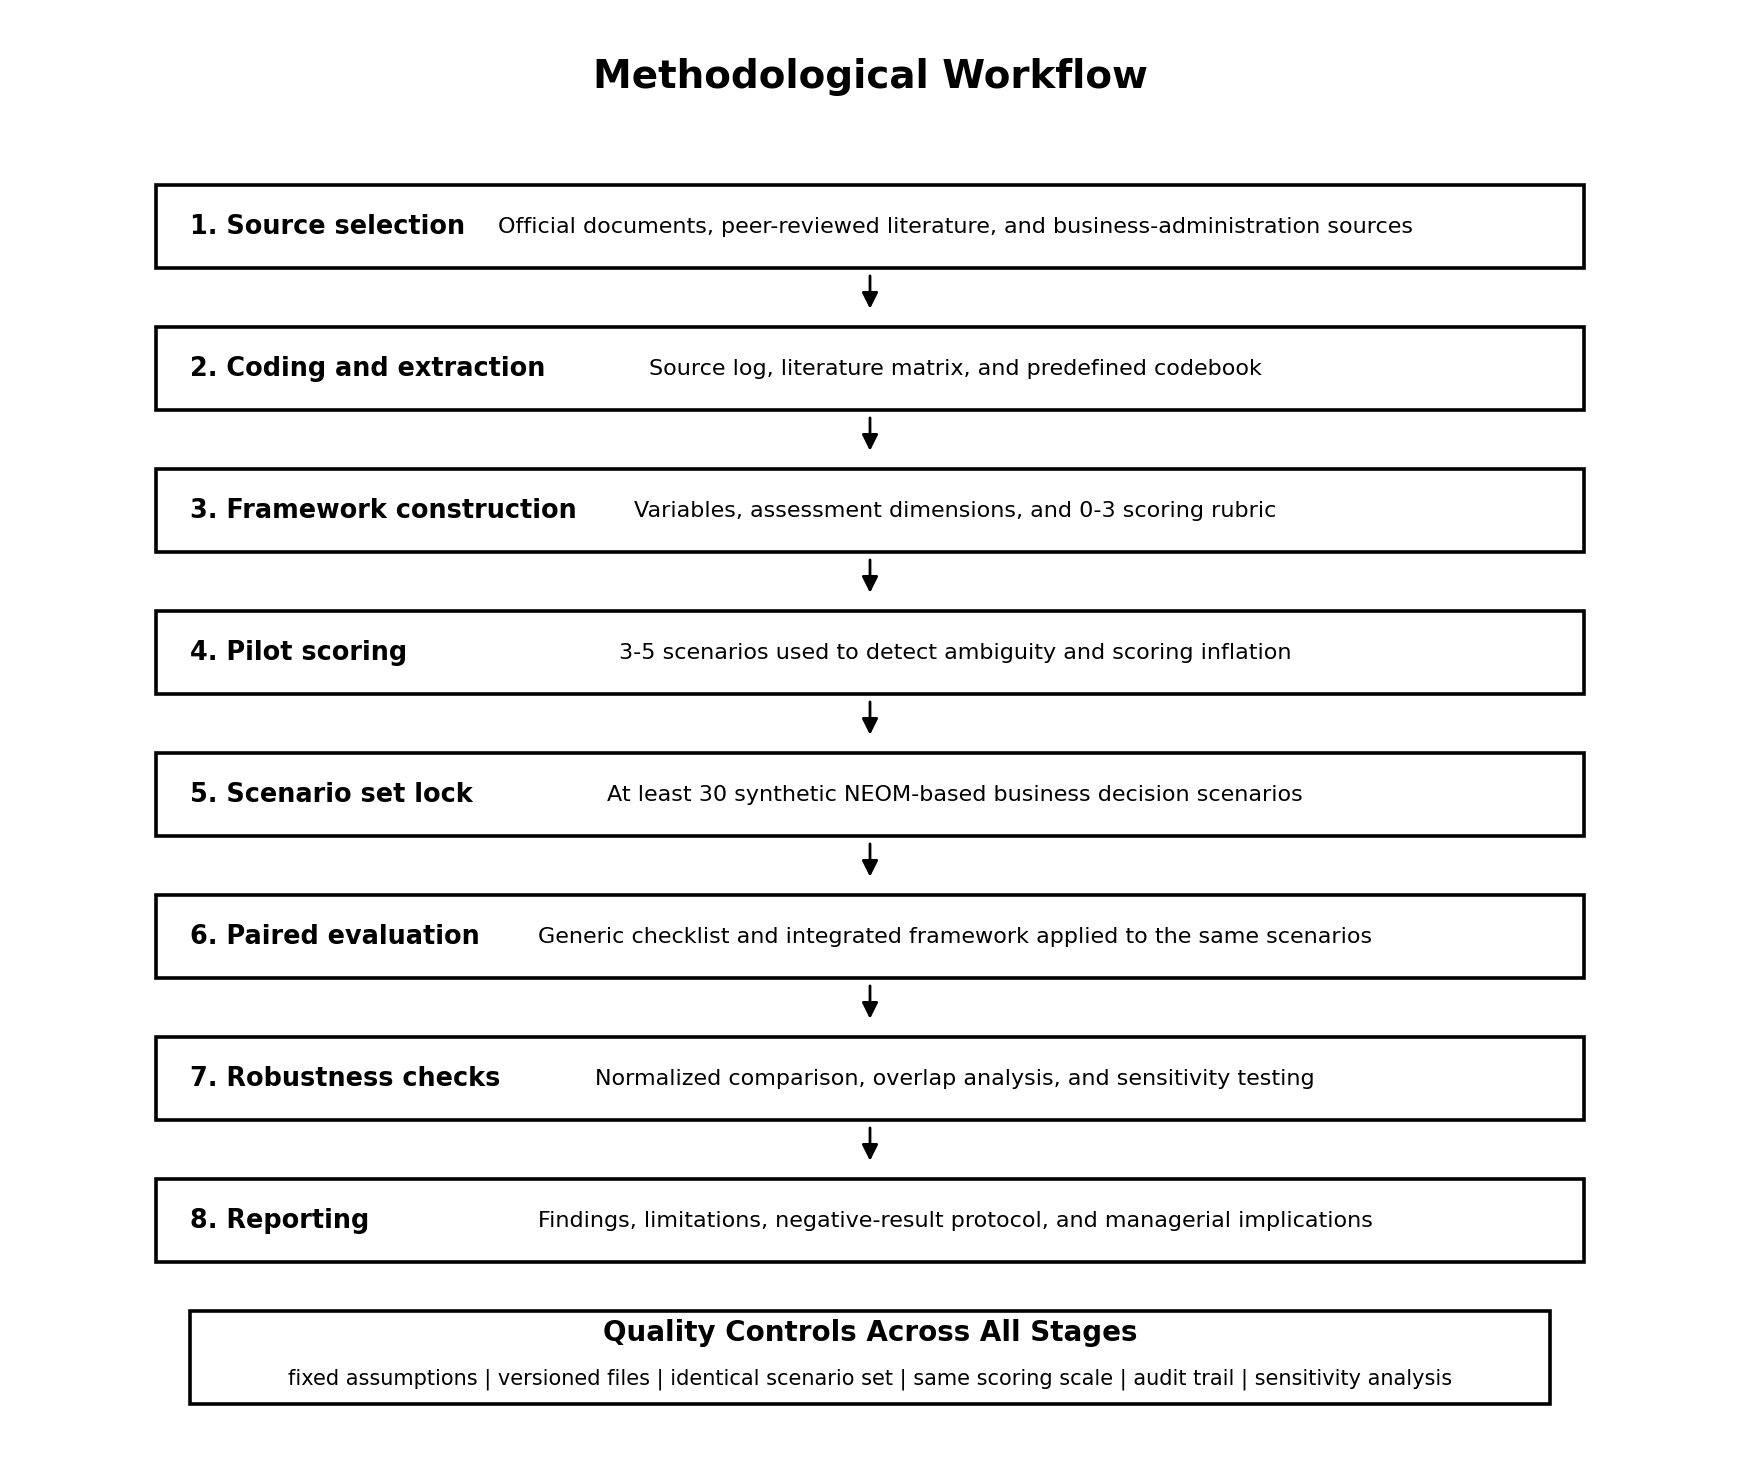 Methodological Workflow
1. Source selection Official documents, peer-reviewed literature, and business-administration sources
2. Coding and extraction Source log, literature matrix, and predefined codebook
3. Framework construction Variables, assessment dimensions, and 0-3 scoring rubric
4. Pilot scoring 3-5 scenarios used to detect ambiguity and scoring inflation
5. Scenario set lock At least 30 synthetic NEOM-based business decision scenarios
6. Paired evaluation Generic checklist and integrated framework applied to the same scenarios
7. Robustness checks Normalized comparison, overlap analysis, and sensitivity testing
8. Reporting Findings, limitations, negative-result protocol, and managerial implications
Quality Controls Across All Stages
fixed assumptions | versioned files | identical scenario set | same scoring scale | audit trail | sensitivity analysis